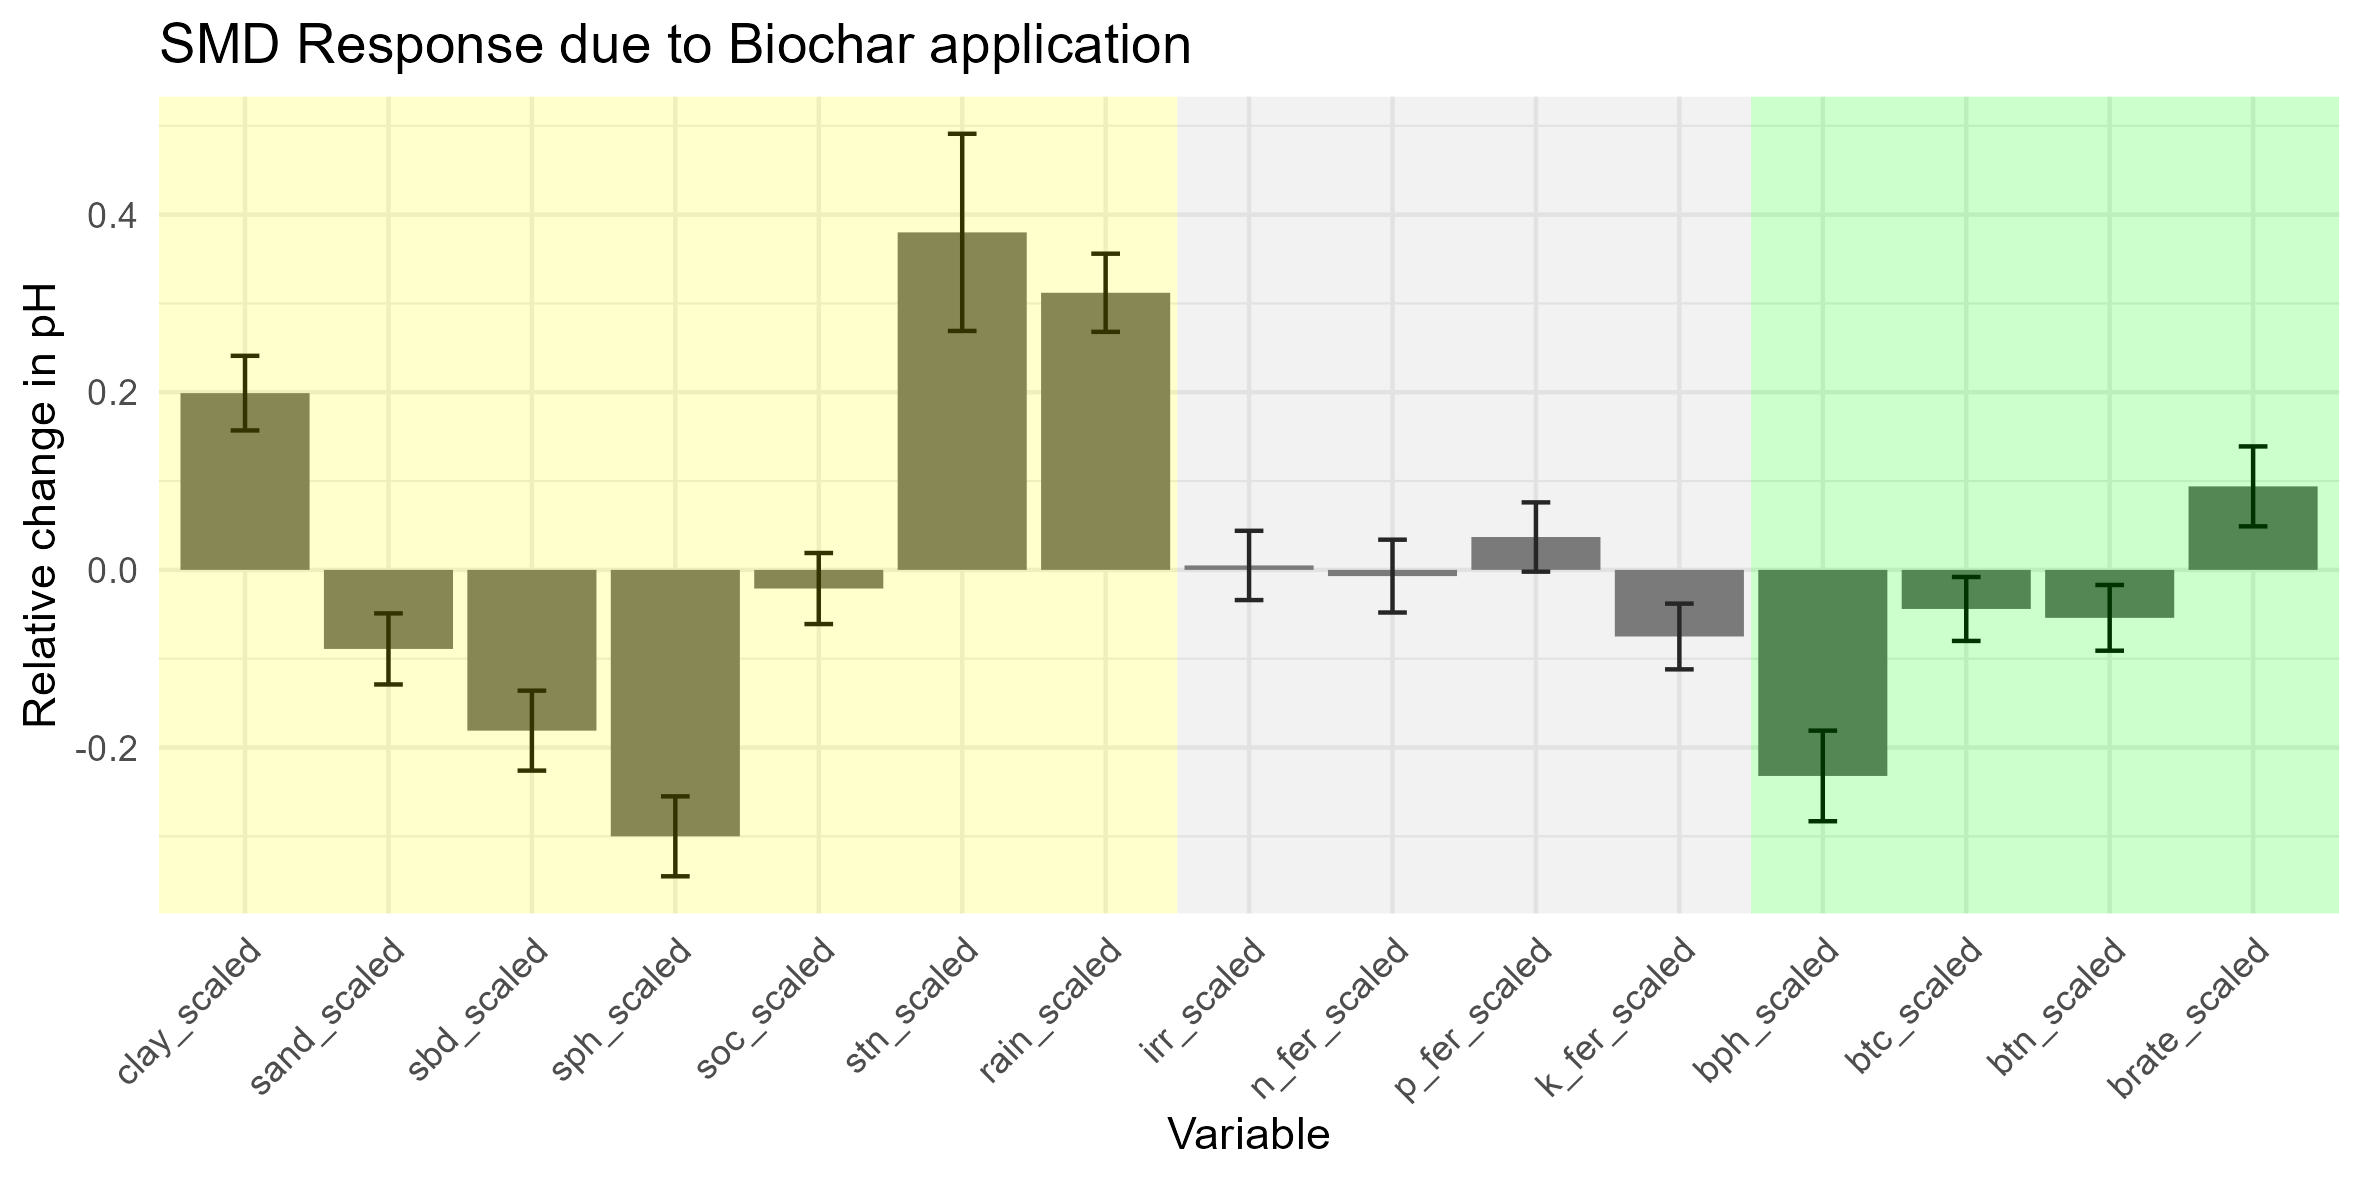 SMD Response due to Biochar application
Relative change in pH
0.4
0.2
0.0
-0.2
clay_scaled
sand_scaled
sbd_scaled
sph_scaled
soc_scaled
stn_scaled
rain_scaled
irr_scaled
n_fer_scaled
p_fer_scaled
k_fer_scaled
bph_scaled
btc_scaled
btn_scaled
brate_scaled
Variable